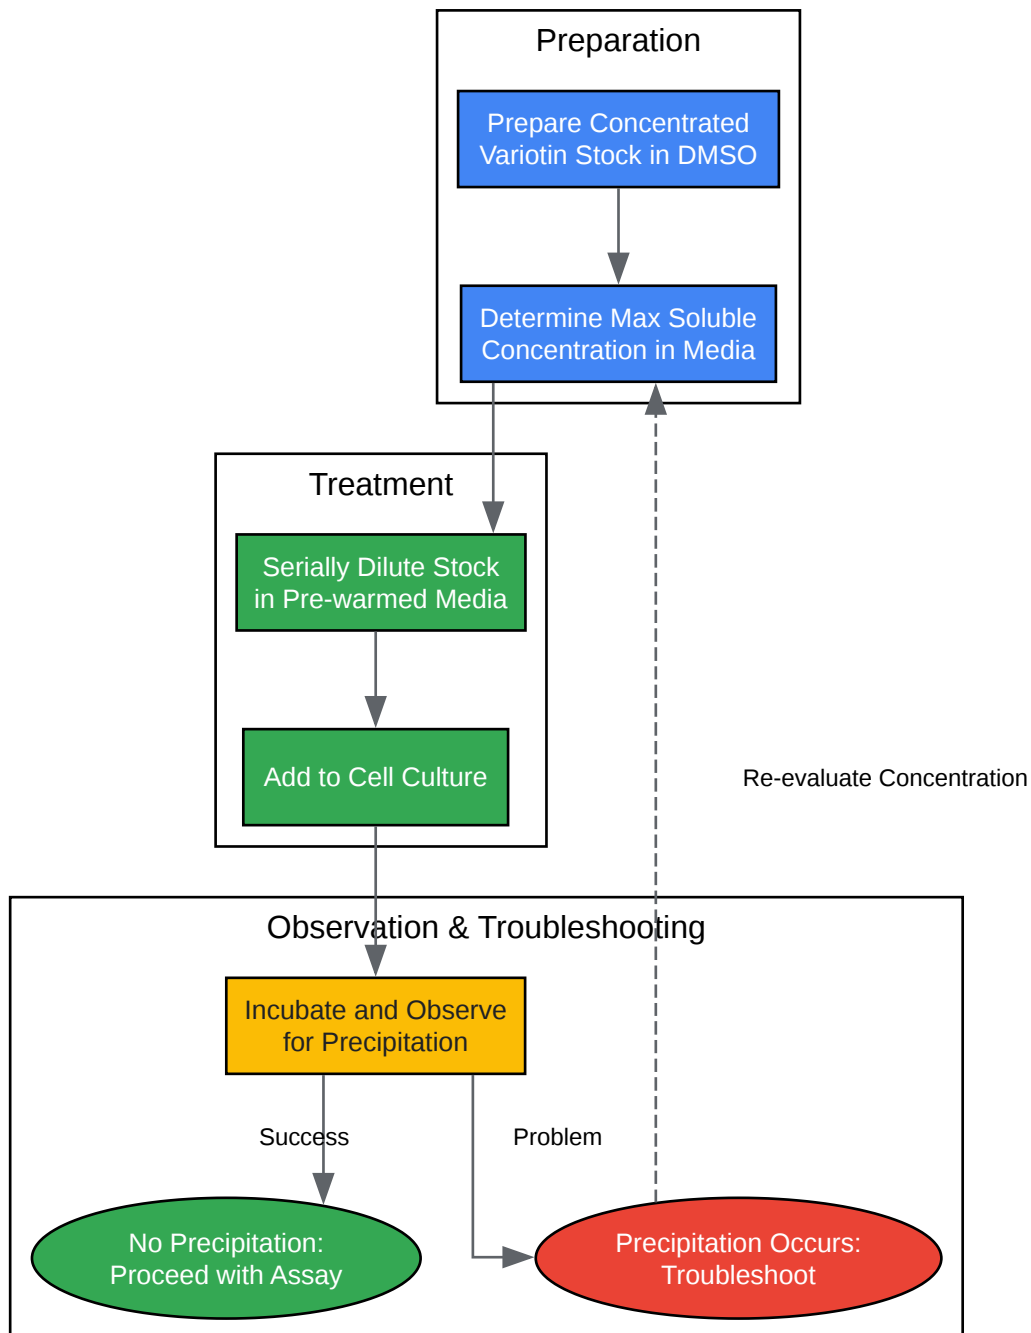 Preparation
Prepare Concentrated
Variotin Stock in DMSO
Determine Max Soluble
Concentration in Media
Treatment
Serially Dilute Stock
in Pre-warmed Media
Add to Cell Culture
Re-evaluate Concentration
Observation & Troubleshooting
Incubate and Observe
for Precipitation
Success
Problem
No Precipitation:
Proceed with Assay
Precipitation Occurs:
Troubleshoot